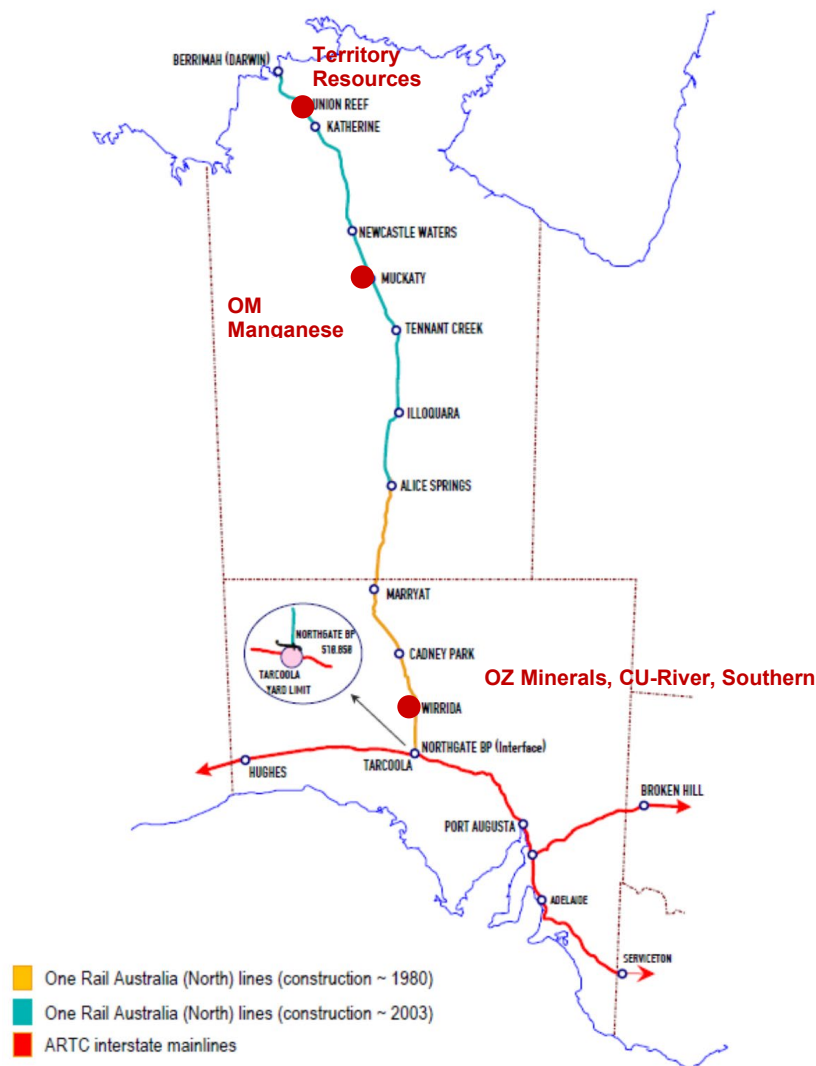 Territory
Resources
BERRIMAH (DARWIN)
UNION REEF
KATHERINE
NEWCASTLE WATERS
MUCKATY
OM
Manganese
TENNANT CREEK
ILLOQUARA
ALICE SPRINGS
MARRYAT
NORTHGATE BP
510.850
TARCOOLA
YARD LIMIT
CADNEY PARK
OZ Minerals, CU-River, Southern
WIRRIDA
NORTHGATE BP (Interface)
TARCOOLA
HUGHES
BROKEN HILL
PORT AUGUSTA
ADELAIDE
SERVICETON
One Rail Australia (North) lines (construction ~ 1980)
One Rail Australia (North) lines (construction ~ 2003)
ARTC interstate mainlines